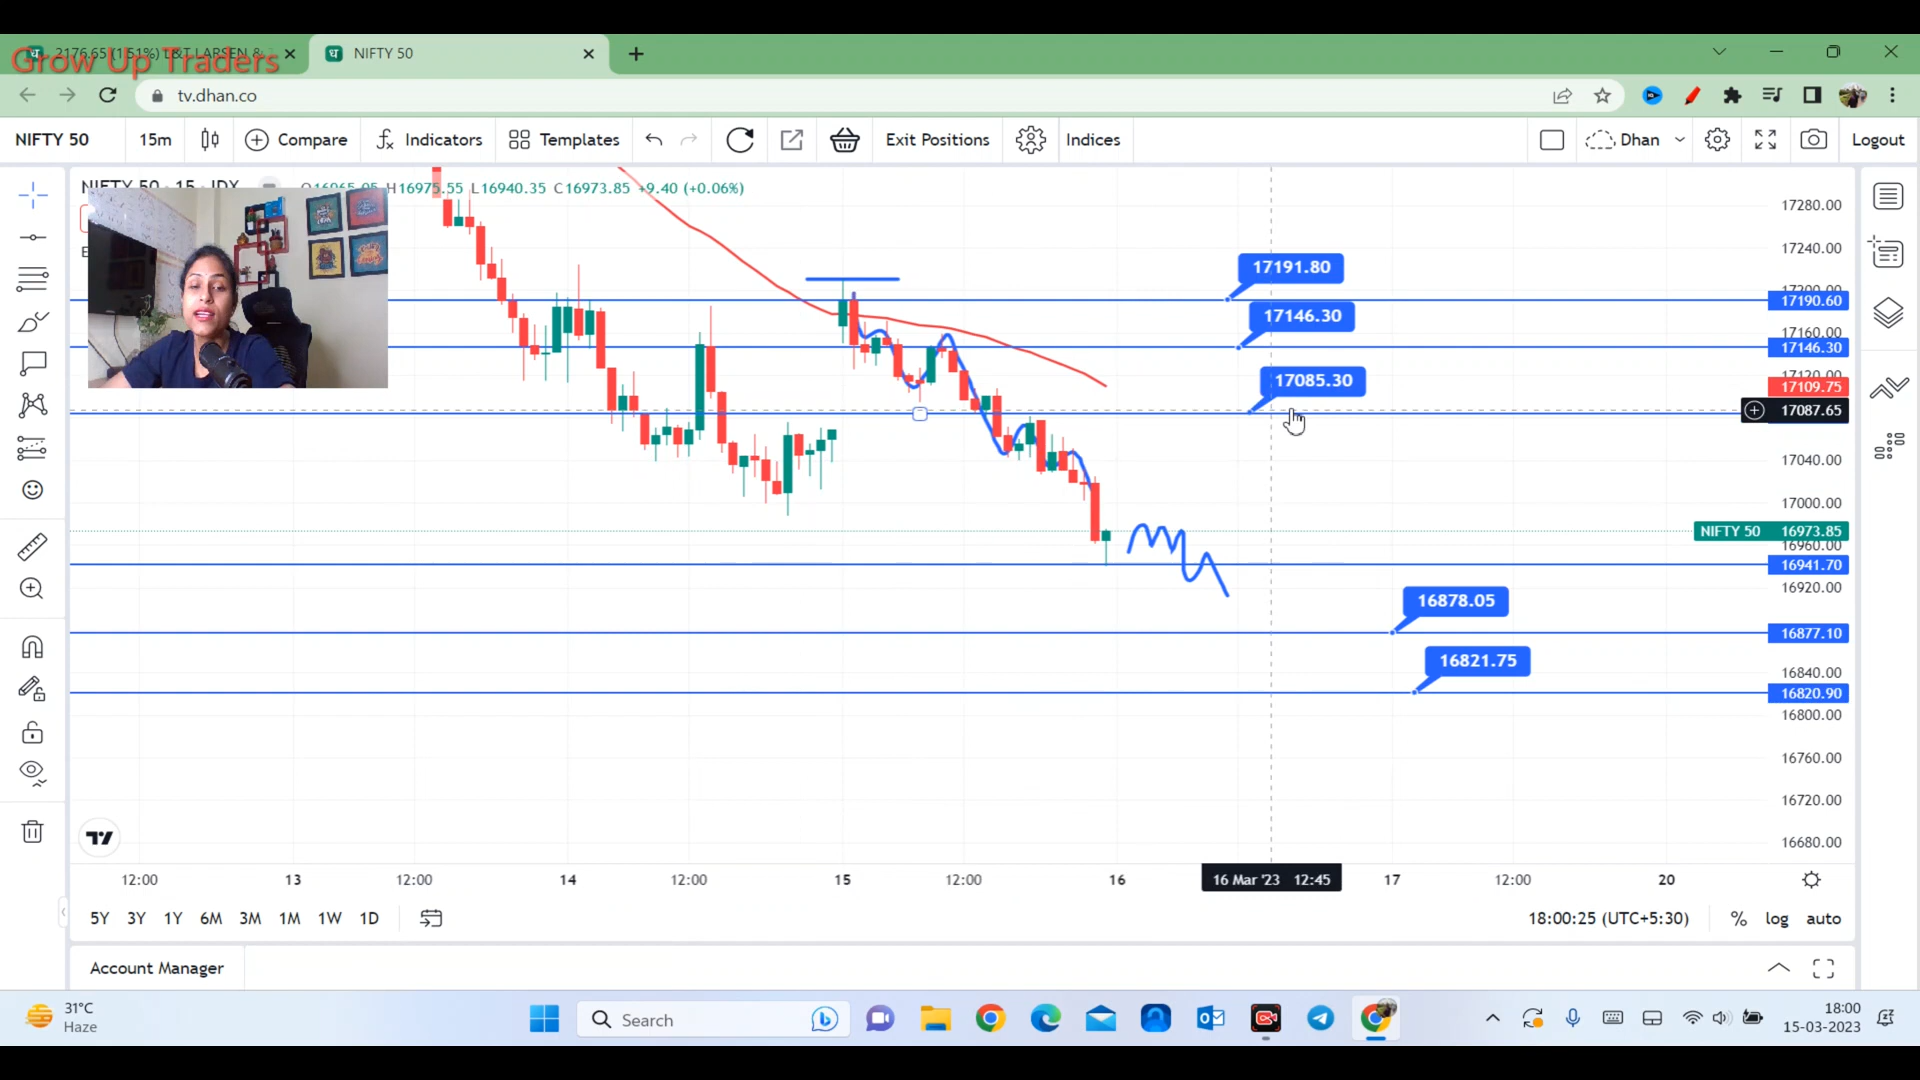 Grow Up Traders
2176.65 (1.51%) L&T LARSEN &
NIFTY 50
tv.dhan.co
NIFTY 50 15m Compare Indicators Templates Exit Positions Indices Dhan Logout
NIFTY 50 · 15 · IDX O16965.05 H16975.55 L16940.35 C16973.85 +9.40 (+0.06%)
E
17280.00
17240.00
17191.80
17200.00
17190.60
17146.30
17160.00
17146.30
17120.00
17085.30
17109.75
17087.65
17040.00
17000.00
NIFTY 50 16973.85
16960.00
16941.70
16920.00
16878.05
16877.10
16821.75
16840.00
16820.90
16800.00
16760.00
16720.00
16680.00
12:00 13 12:00 14 12:00 15 12:00 16 16 Mar '23 12:45 17 12:00 20
5Y 3Y 1Y 6M 3M 1M 1W 1D 18:00:25 (UTC+5:30) % log auto
Account Manager
31°C
Haze
Search
18:00
15-03-2023